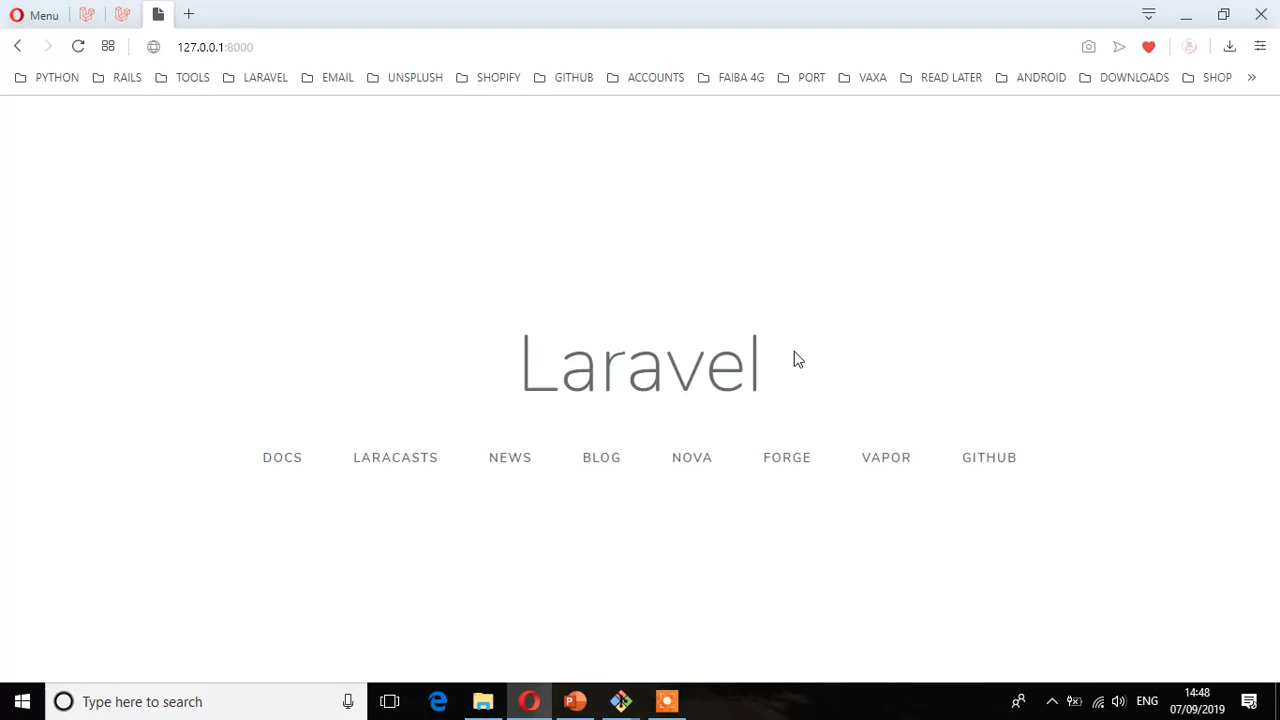 Menu
127.0.0.1:8000
PYTHON RAILS TOOLS LARAVEL EMAIL UNSPLUSH SHOPIFY GITHUB ACCOUNTS FAIBA 4G PORT VAXA READ LATER ANDROID DOWNLOADS SHOP »
Laravel
DOCS LARACASTS NEWS BLOG NOVA FORGE VAPOR GITHUB
Type here to search
ENG
14:48
07/09/2019